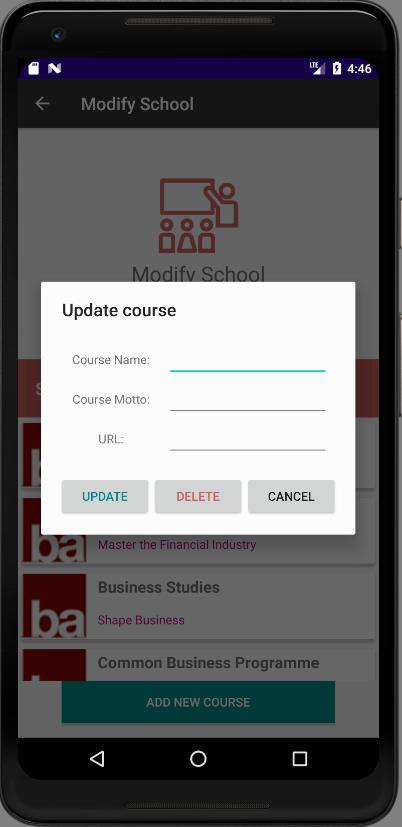 LTE 4:46
Modify School
Modify School
Update course
Course Name:
Course Motto:
URL:
UPDATE DELETE CANCEL
ba
Master the Financial Industry
ba
Business Studies
Shape Business
ba
Common Business Programme
ADD NEW COURSE